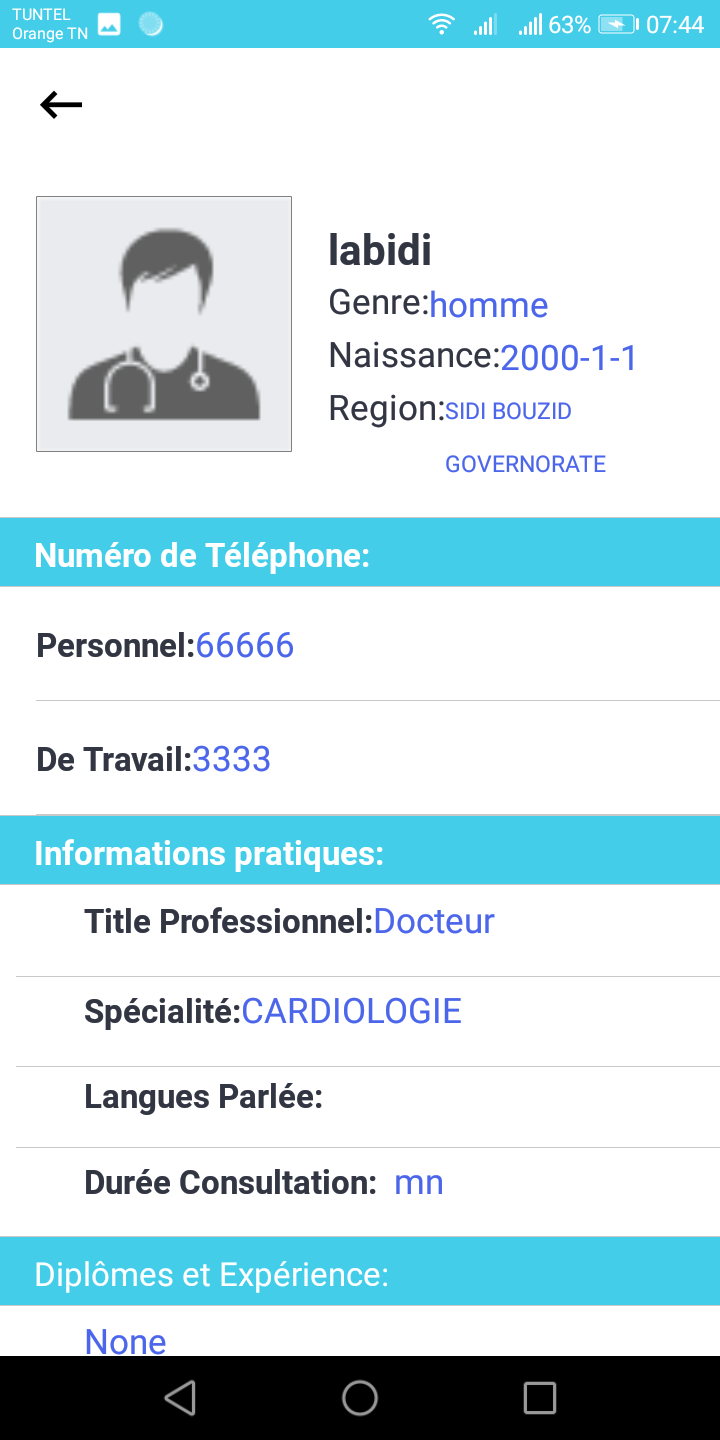 TUNTEL
Orange TN
63% 07:44
labidi
Genre:homme
Naissance:2000-1-1
Region:SIDI BOUZID
GOVERNORATE
Numéro de Téléphone:
Personnel:66666
De Travail:3333
Informations pratiques:
Title Professionnel:Docteur
Spécialité:CARDIOLOGIE
Langues Parlée:
Durée Consultation: mn
Diplômes et Expérience:
None